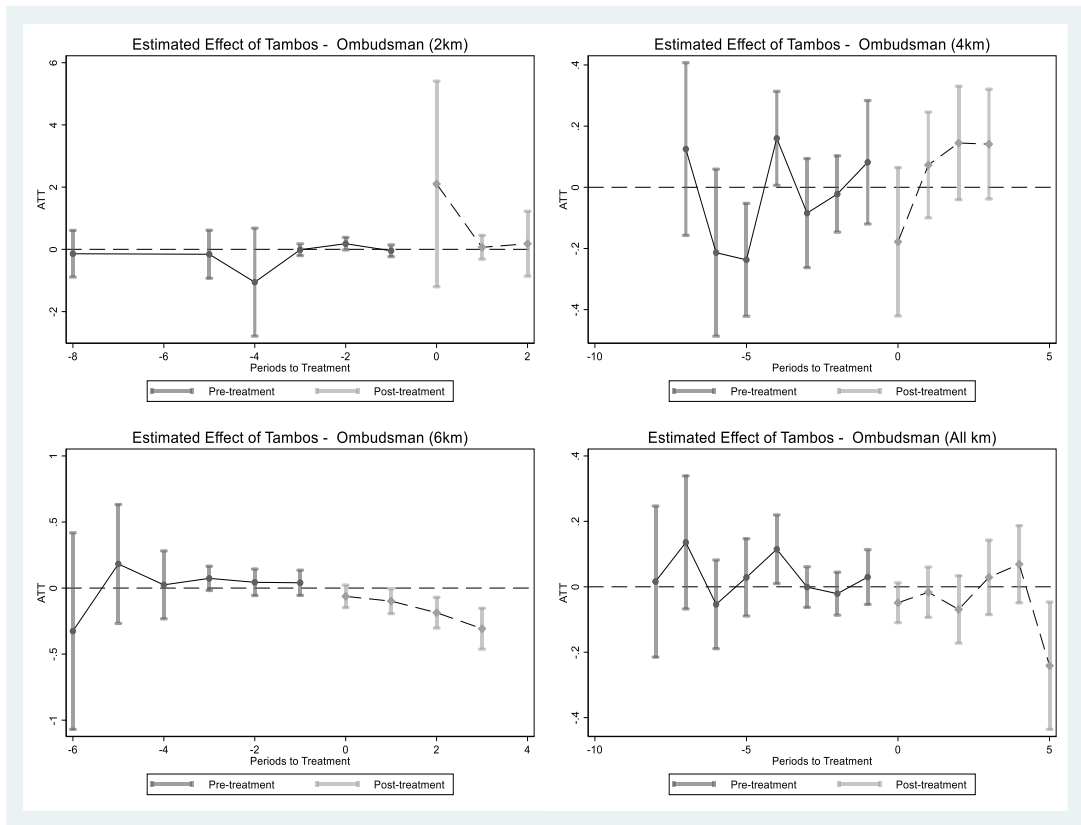 Estimated Effect of Tambos - Ombudsman (2km)
6
4
2
0
-2
ATT
-8 -6 -4 -2 0 2
Periods to Treatment
Pre-treatment Post-treatment
Estimated Effect of Tambos - Ombudsman (4km)
.4
.2
0
-.2
-.4
ATT
-10 -5 0 5
Periods to Treatment
Pre-treatment Post-treatment
Estimated Effect of Tambos - Ombudsman (6km)
1
.5
0
-.5
-1
ATT
-6 -4 -2 0 2 4
Periods to Treatment
Pre-treatment Post-treatment
Estimated Effect of Tambos - Ombudsman (All km)
.4
.2
0
-.2
-.4
ATT
-10 -5 0 5
Periods to Treatment
Pre-treatment Post-treatment